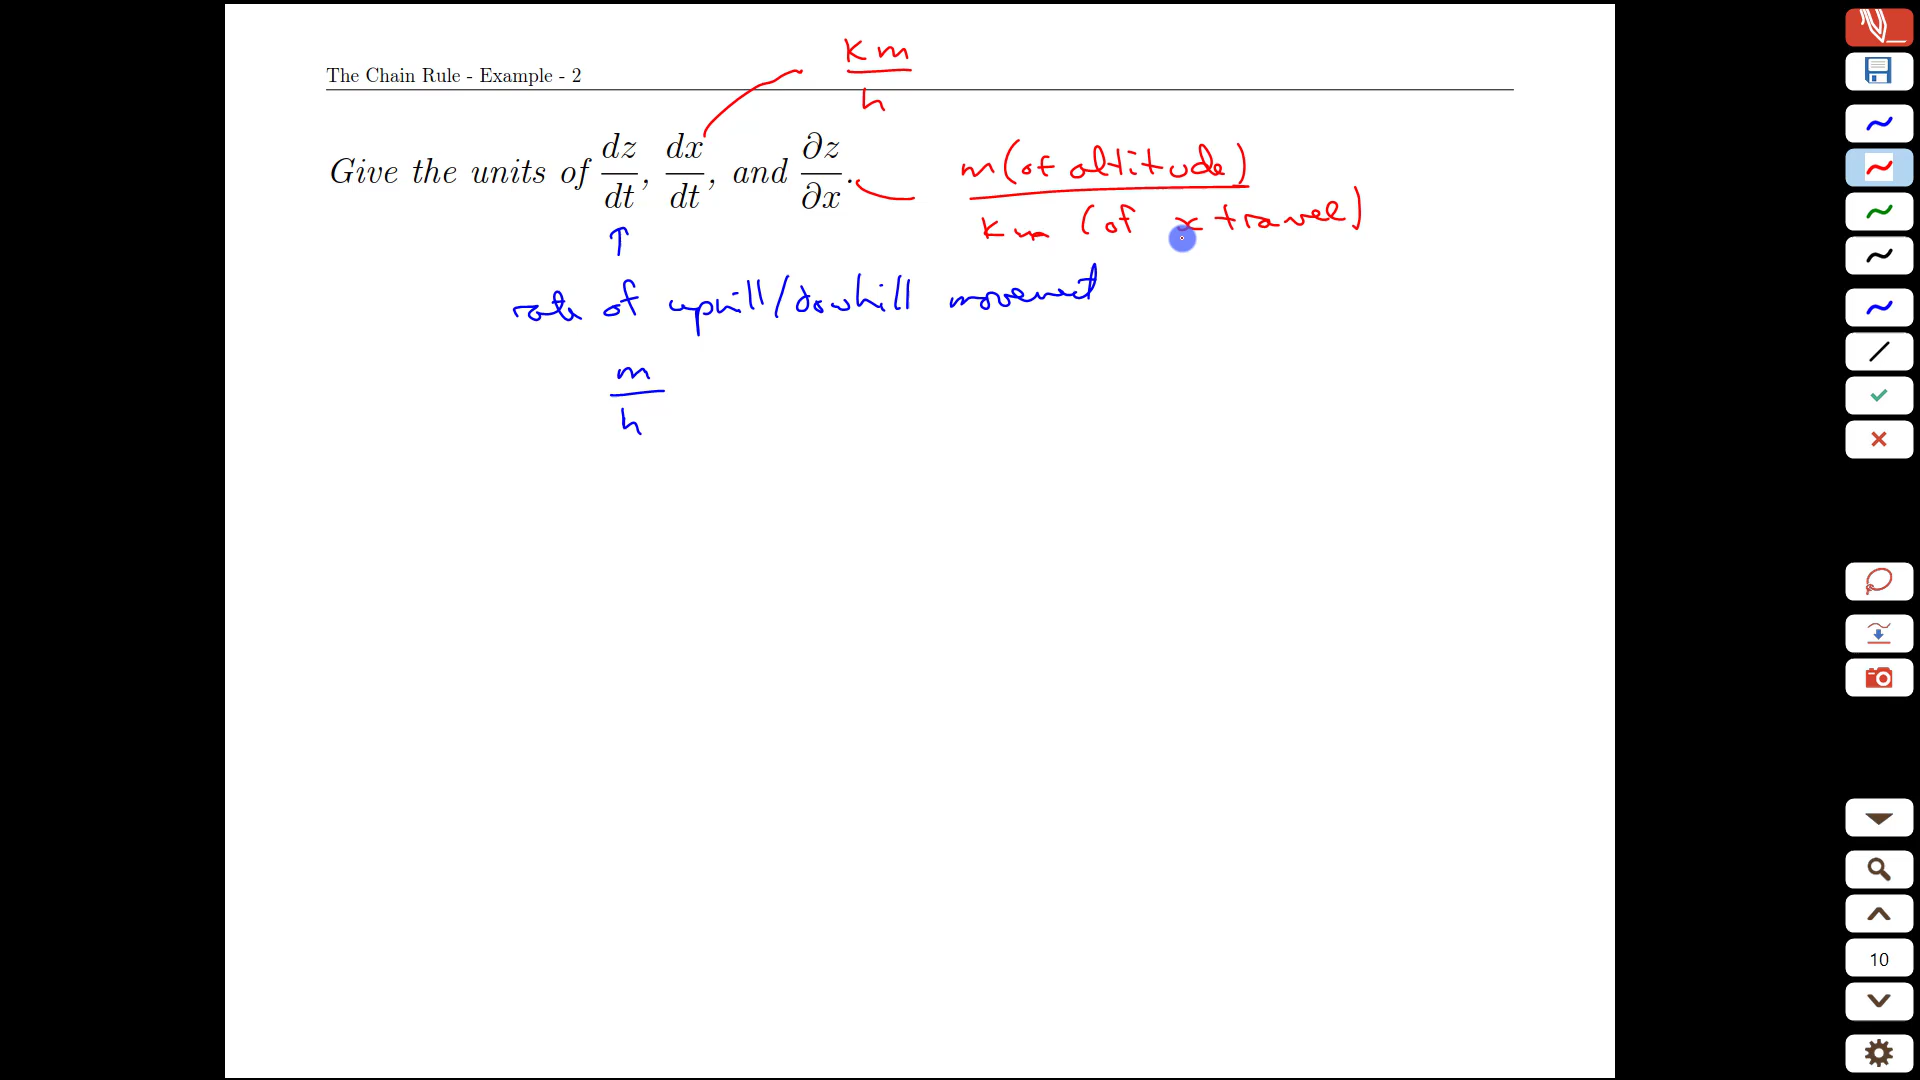 km
The Chain Rule - Example - 2
h
Give the units of dz/dt, dx/dt, and ∂z/∂x.
m (of altitude)
km (of x travel)
↑
rate of uphill/dowhill movement
m
h
10